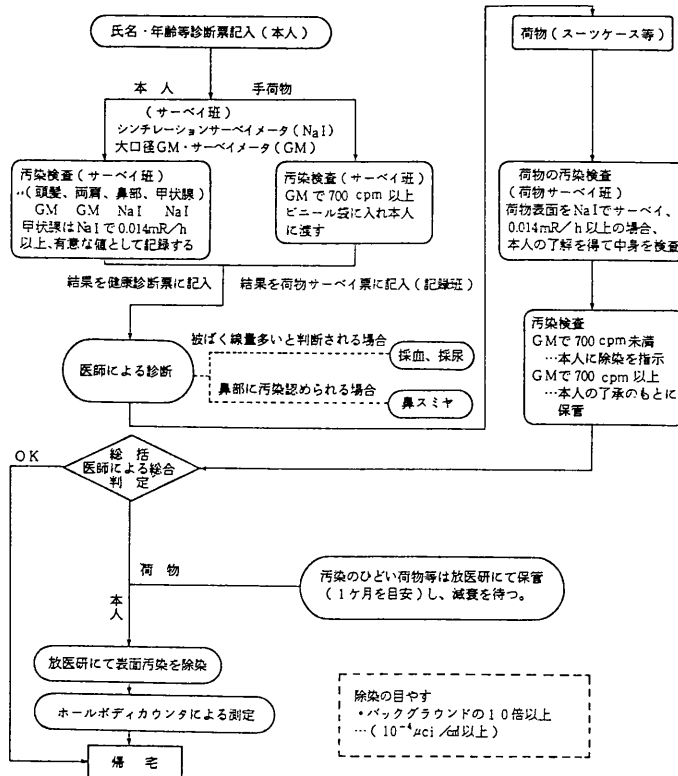 氏名・年齢等診断票記入(本人)
本人
手荷物
(サーベイ班)
シンチレーションサーベイメータ(NaI)
大口径GM・サーベイメータ(GM)
汚染検査(サーベイ班)
(頭髪、両肩、鼻部、甲状腺)
GM GM NaI NaI
甲状腺はNaIで0.014mR/h
以上、有意な値として記録する
汚染検査(サーベイ班)
GMで700 cpm 以上
ビニール袋に入れ本人
に渡す
結果を健康診断票に記入
結果を荷物サーベイ票に記入(記録班)
医師による診断
被ばく線量多いと判断される場合
採血、採尿
鼻部に汚染認められる場合
鼻スミヤ
荷物(スーツケース等)
荷物の汚染検査
(荷物サーベイ班)
荷物表面をNaIでサーベイ、
0.014mR/h以上の場合、
本人の了解を得て中身を検査
汚染検査
GMで700 cpm未満
…本人に除染を指示
GMで700 cpm 以上
…本人の了承のもとに
保管
OK
総括
医師による総合
判定
荷物
本人
汚染のひどい荷物等は放医研にて保管
(1ケ月を目安)し、減衰を待つ。
放医研にて表面汚染を除染
ホールボディカウンタによる測定
帰宅
除染の目やす
・バックグラウンドの10倍以上
…(10⁻⁴μci/c㎡以上)